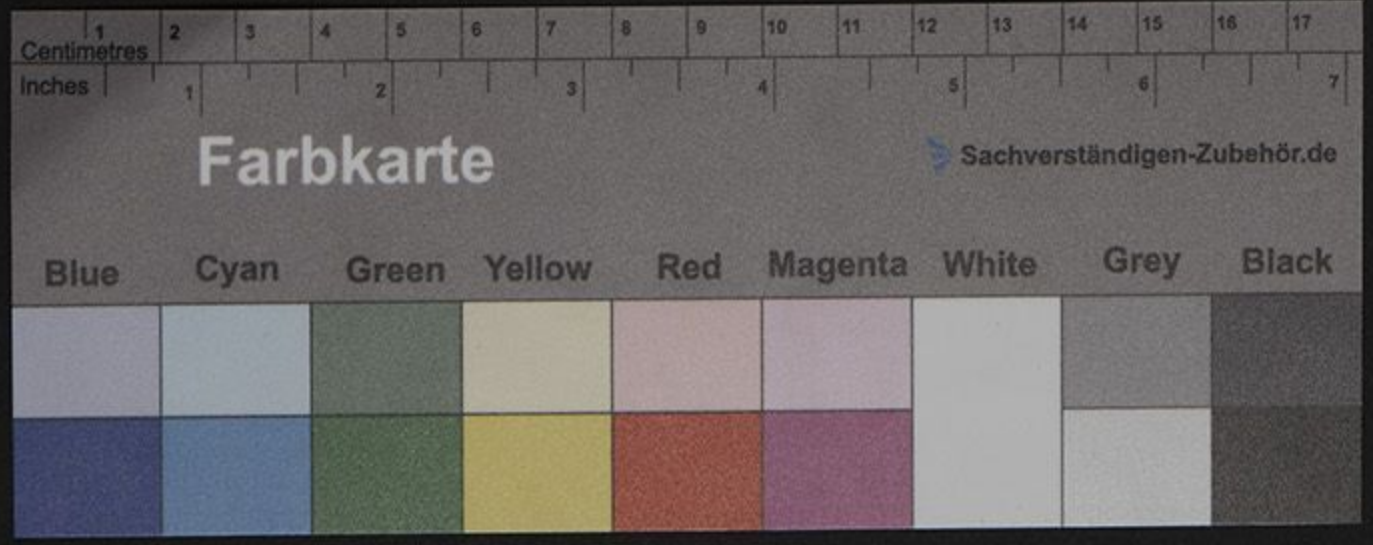 1 2 3 4 5 6 7 8 9 10 11 12 13 14 15 16 17
Centimetres
Inches
1 2 3 4 5 6 7
Farbkarte
Sachverständigen-Zubehör.de
Blue Cyan Green Yellow Red Magenta White Grey Black